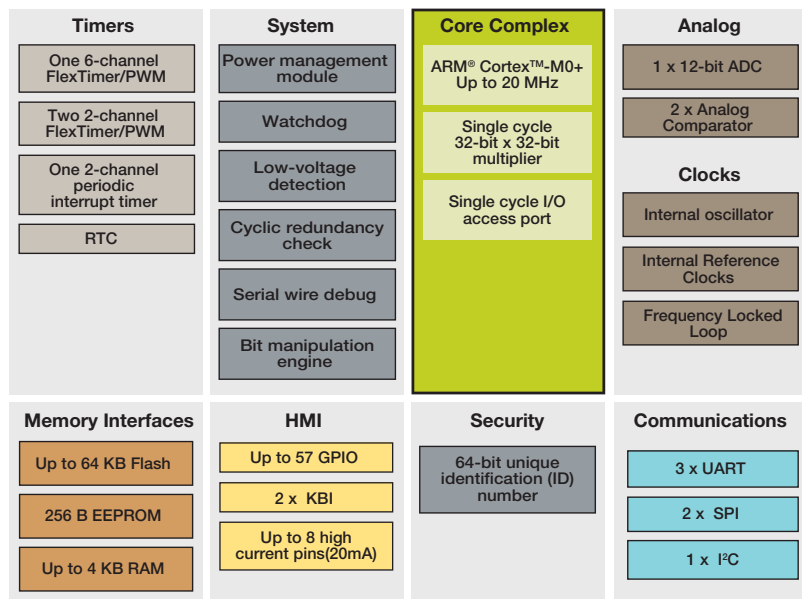 Timers
One 6-channel
FlexTimer/PWM
Two 2-channel
FlexTimer/PWM
One 2-channel
periodic
interrupt timer
RTC
System
Power management
module
Watchdog
Low-voltage
detection
Cyclic redundancy
check
Serial wire debug
Bit manipulation
engine
Core Complex
ARM® Cortex™-M0+
Up to 20 MHz
Single cycle
32-bit x 32-bit
multiplier
Single cycle I/O
access port
Analog
1 x 12-bit ADC
2 x Analog
Comparator
Clocks
Internal oscillator
Internal Reference
Clocks
Frequency Locked
Loop
Memory Interfaces
Up to 64 KB Flash
256 B EEPROM
Up to 4 KB RAM
HMI
Up to 57 GPIO
2 x KBI
Up to 8 high
current pins(20mA)
Security
64-bit unique
identification (ID)
number
Communications
3 x UART
2 x SPI
1 x I²C